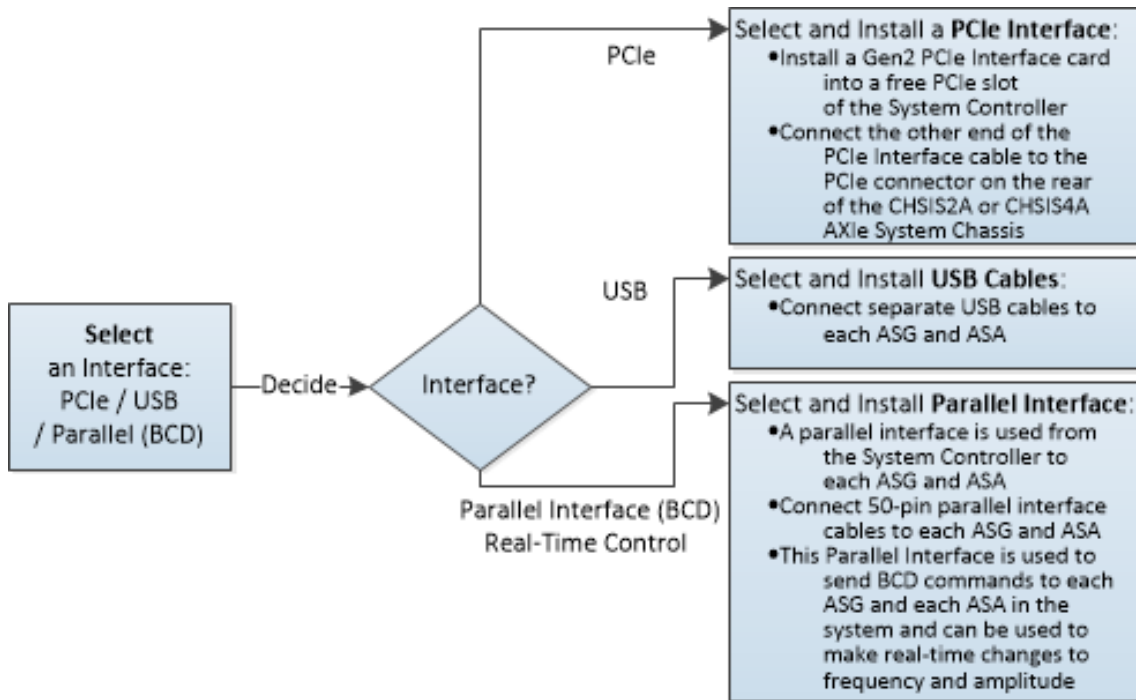 Select
an Interface:
PCIe / USB
/ Parallel (BCD)
Decide
Interface?
PCIe
Select and Install a PCIe Interface:
•Install a Gen2 PCIe Interface card
into a free PCIe slot
of the System Controller
•Connect the other end of the
PCIe Interface cable to the
PCIe connector on the rear
of the CHSIS2A or CHSIS4A
AXIe System Chassis
USB
Select and Install USB Cables:
•Connect separate USB cables to
each ASG and ASA
Parallel Interface (BCD)
Real-Time Control
Select and Install Parallel Interface:
•A parallel interface is used from
the System Controller to
each ASG and ASA
•Connect 50-pin parallel interface
cables to each ASG and ASA
•This Parallel Interface is used to
send BCD commands to each
ASG and each ASA in the
system and can be used to
make real-time changes to
frequency and amplitude